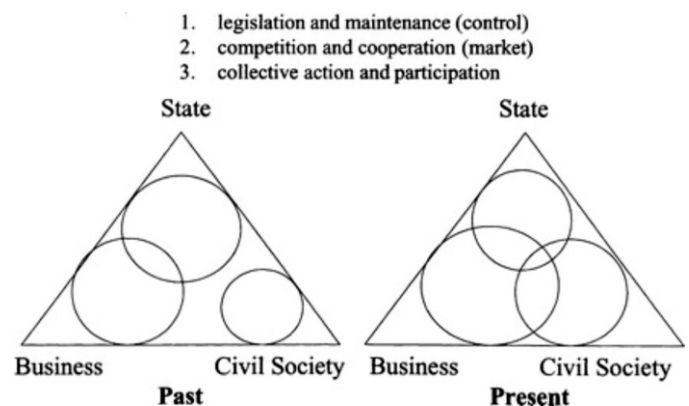 1. legislation and maintenance (control)
2. competition and cooperation (market)
3. collective action and participation
State State
Business Civil Society Business Civil Society
Past Present